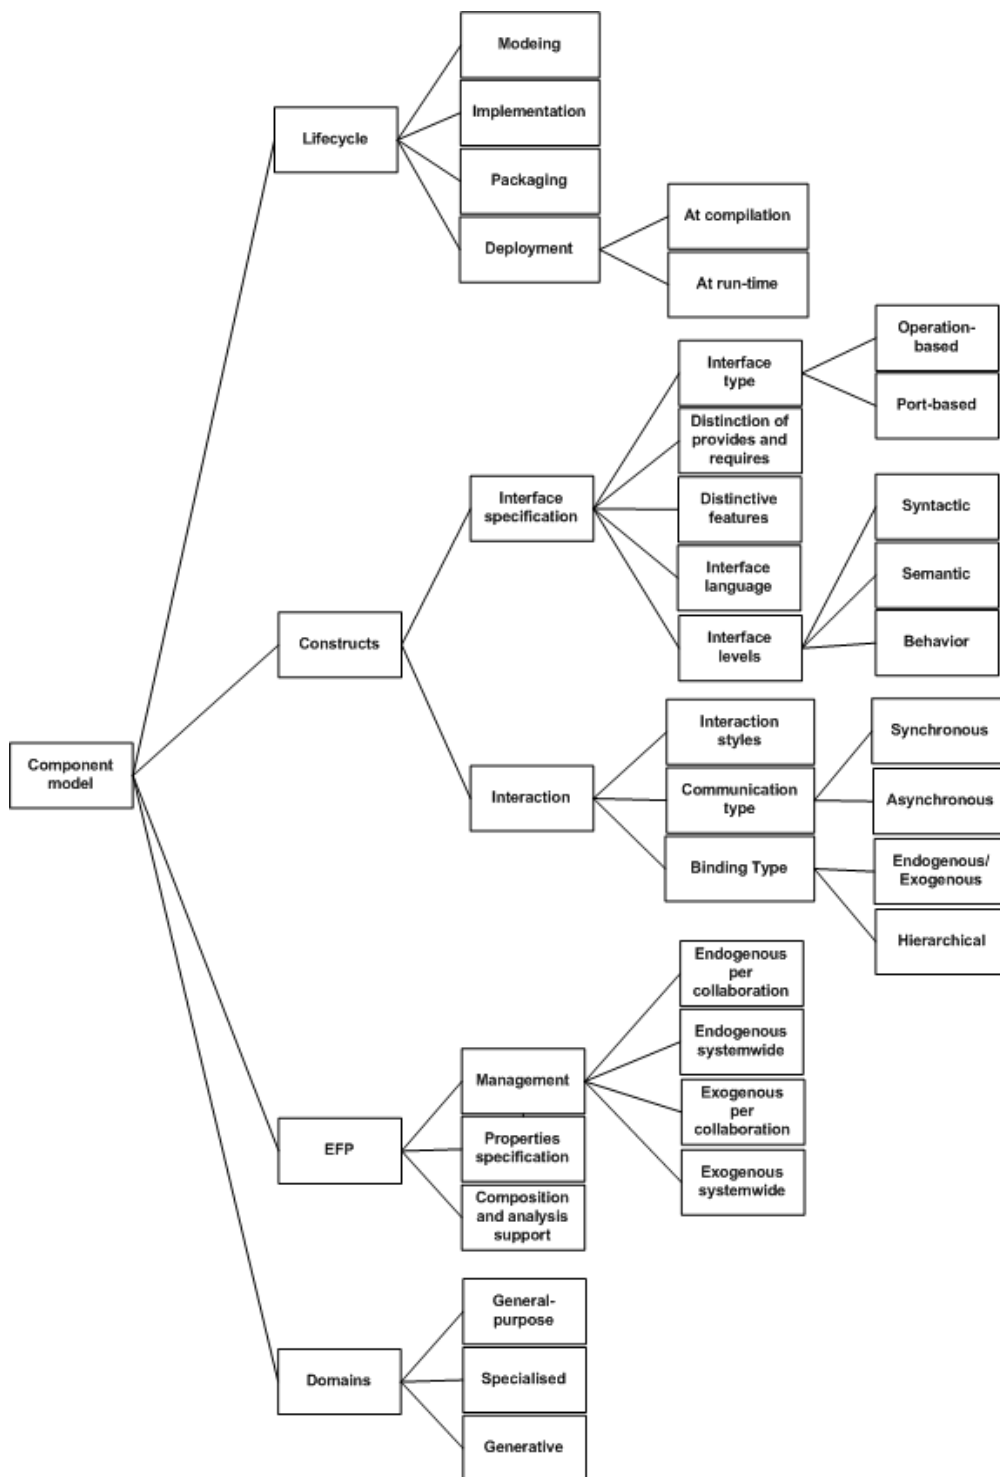 Modeing
Implementation
Lifecycle
Packaging
Deployment
At compilation
At run-time
Operation-
based
Interface
type
Port-based
Distinction of
provides and
requires
Interface
specification
Distinctive
features
Syntactic
Interface
language
Semantic
Constructs
Interface
levels
Behavior
Interaction
styles
Synchronous
Component
model
Interaction
Communication
type
Asynchronous
Binding Type
Endogenous/
Exogenous
Hierarchical
Endogenous
per
collaboration
Endogenous
systemwide
Management
Exogenous
per
collaboration
EFP
Properties
specification
Exogenous
systemwide
Composition
and analysis
support
General-
purpose
Domains
Specialised
Generative